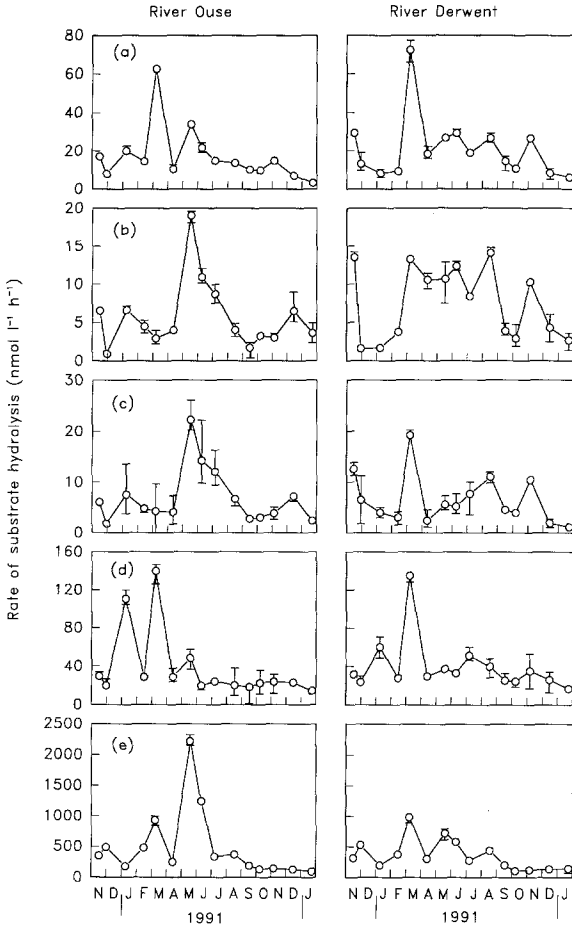 River Ouse
River Derwent
Rate of substrate hydrolysis (nmol l⁻¹ h⁻¹)
(a)
80
60
40
20
0
(b)
20
15
10
5
0
(c)
30
20
10
0
(d)
160
120
80
40
0
(e)
2500
2000
1500
1000
500
0
N D J F M A M J J A S O N D J
N D J F M A M J J A S O N D J
1991
1991